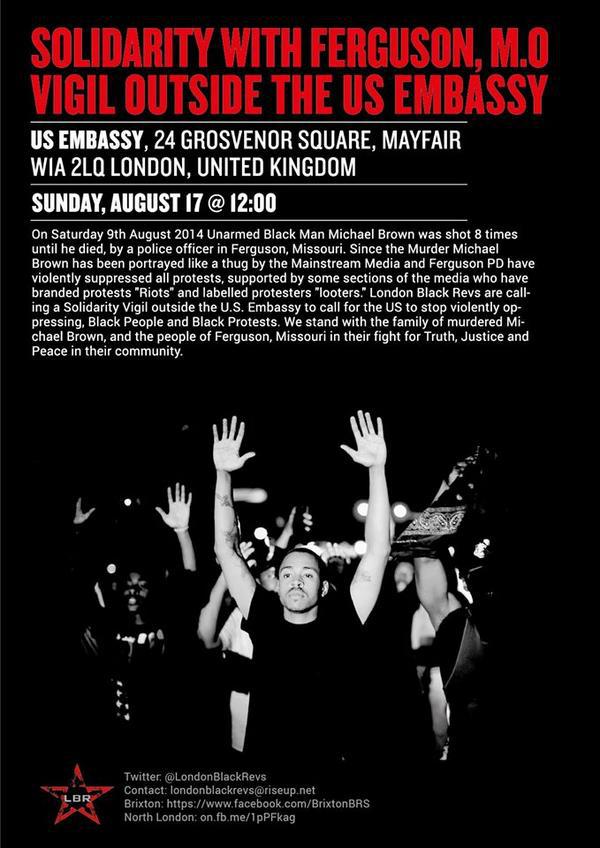 SOLIDARITY WITH FERGUSON, M.O
VIGIL OUTSIDE THE US EMBASSY
US EMBASSY, 24 GROSVENOR SQUARE, MAYFAIR
W1A 2LQ LONDON, UNITED KINGDOM
SUNDAY, AUGUST 17 @ 12:00
On Saturday 9th August 2014 Unarmed Black Man Michael Brown was shot 8 times
until he died, by a police officer in Ferguson, Missouri. Since the Murder Michael
Brown has been portrayed like a thug by the Mainstream Media and Ferguson PD have
violently suppressed all protests, supported by some sections of the media who have
branded protests "Riots" and labelled protesters "looters." London Black Revs are call-
ing a Solidarity Vigil outside the U.S. Embassy to call for the US to stop violently op-
pressing, Black People and Black Protests. We stand with the family of murdered Mi-
chael Brown, and the people of Ferguson, Missouri in their fight for Truth, Justice and
Peace in their community.
LBR
Twitter: @LondonBlackRevs
Contact: londonblackrevs@riseup.net
Brixton: https://www.facebook.com/BrixtonBRS
North London: on.fb.me/1pPFkag